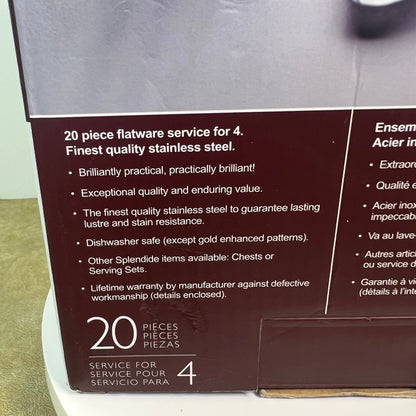 20 piece flatware service for 4.
Finest quality stainless steel.
• Brilliantly practical, practically brilliant!
• Exceptional quality and enduring value.
• The finest quality stainless steel to guarantee lasting
lustre and stain resistance.
• Dishwasher safe (except gold enhanced patterns).
• Other Splendide items available: Chests or
Serving Sets.
• Lifetime warranty by manufacturer against defective
workmanship (details enclosed).
20 PIECES
PIÈCES
PIEZAS
SERVICE FOR
SERVICE POUR
SERVICIO PARA 4
Ensem
Acier in
• Extraor
• Qualité e
• Acier inox
impeccab
• Va au lave-
• Autres artic
ou service d
• Garantie à vi
(détails à l'inte